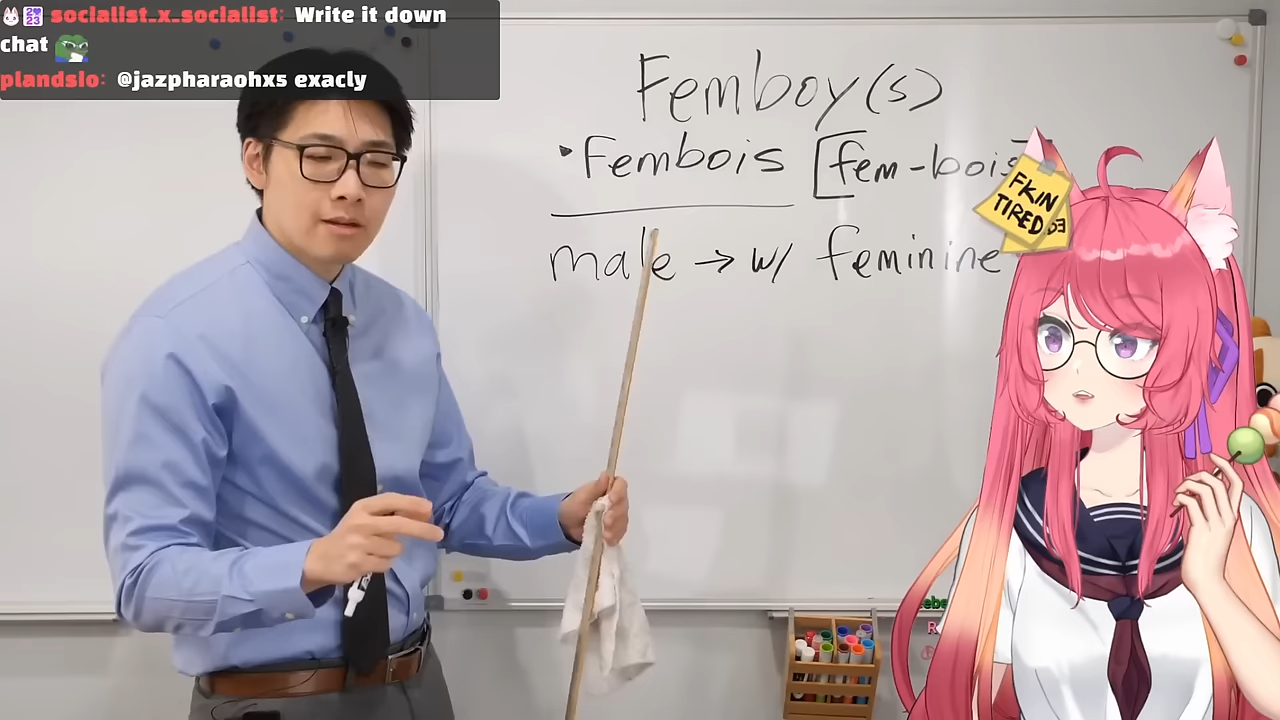 socialist_x_socialist: Write it down
chat
plandslo: @jazpharaohxs exacly
Femboy(s)
• Fembois [fem-bois]
male → w/ feminine
FKIN
TIRED